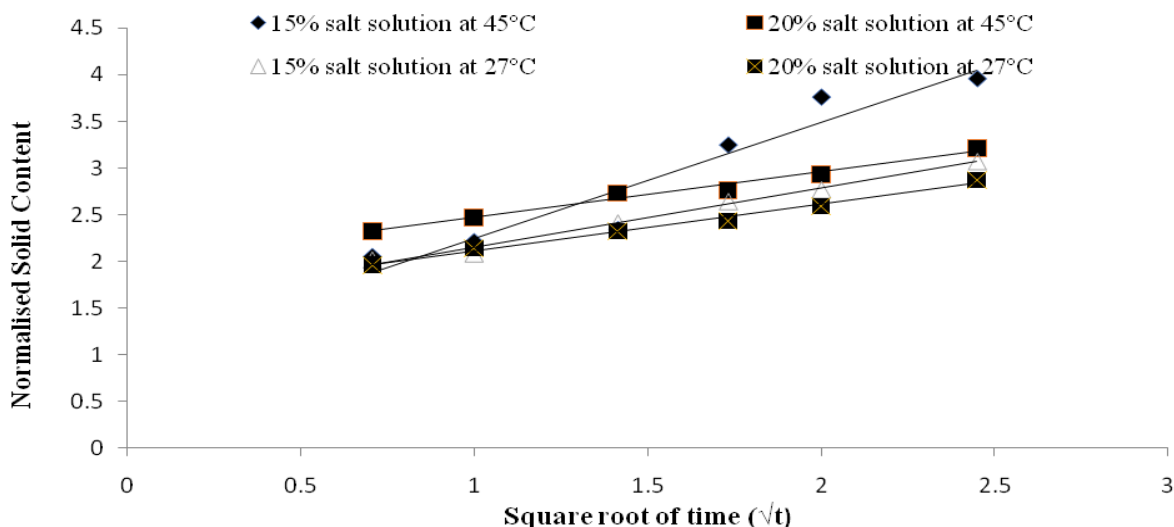 15% salt solution at 45°C
20% salt solution at 45°C
15% salt solution at 27°C
20% salt solution at 27°C
Normalised Solid Content
4.5
4
3.5
3
2.5
2
1.5
1
0.5
0
0
0.5
1
1.5
2
2.5
3
Square root of time (√t)